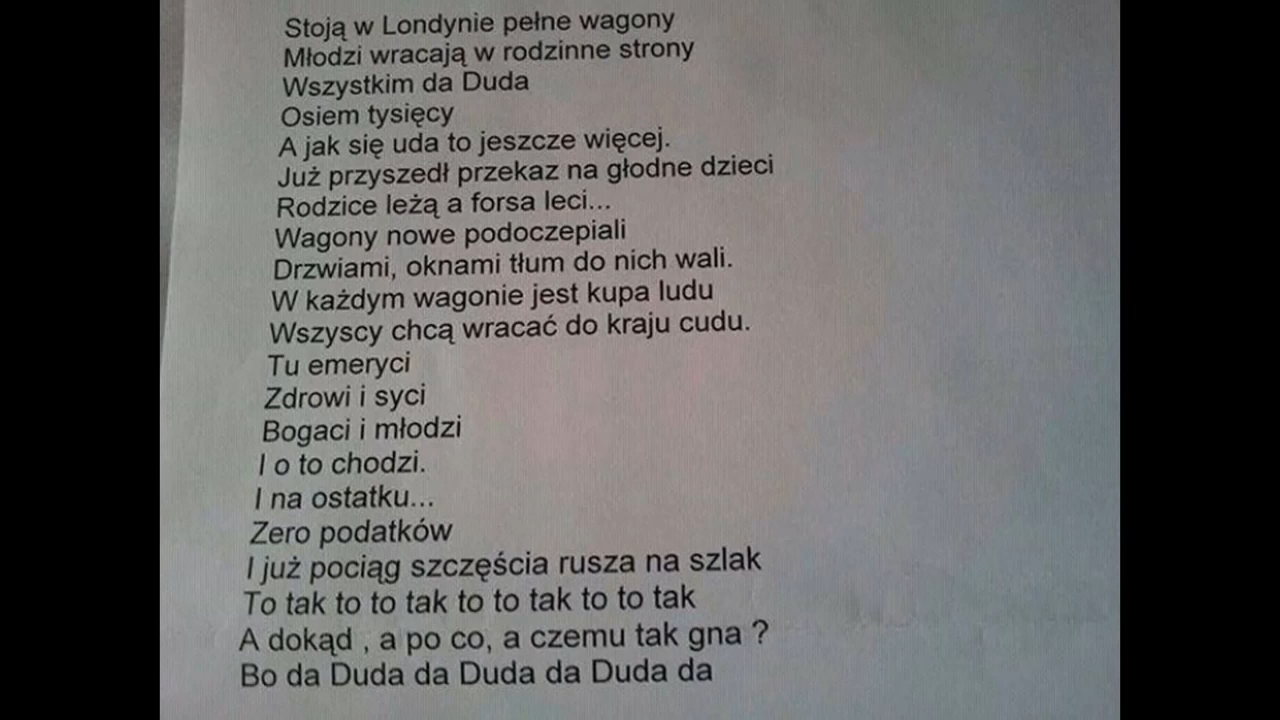 Stoją w Londynie pełne wagony
Młodzi wracają w rodzinne strony
Wszystkim da Duda
Osiem tysięcy
A jak się uda to jeszcze więcej.
Już przyszedł przekaz na głodne dzieci
Rodzice leżą a forsa leci...
Wagony nowe podoczepiali
Drzwiami, oknami tłum do nich wali.
W każdym wagonie jest kupa ludu
Wszyscy chcą wracać do kraju cudu.
Tu emeryci
Zdrowi i syci
Bogaci i młodzi
I o to chodzi.
I na ostatku...
Zero podatków
I już pociąg szczęścia rusza na szlak
To tak to to tak to to tak to to tak
A dokąd , a po co, a czemu tak gna ?
Bo da Duda da Duda da Duda da